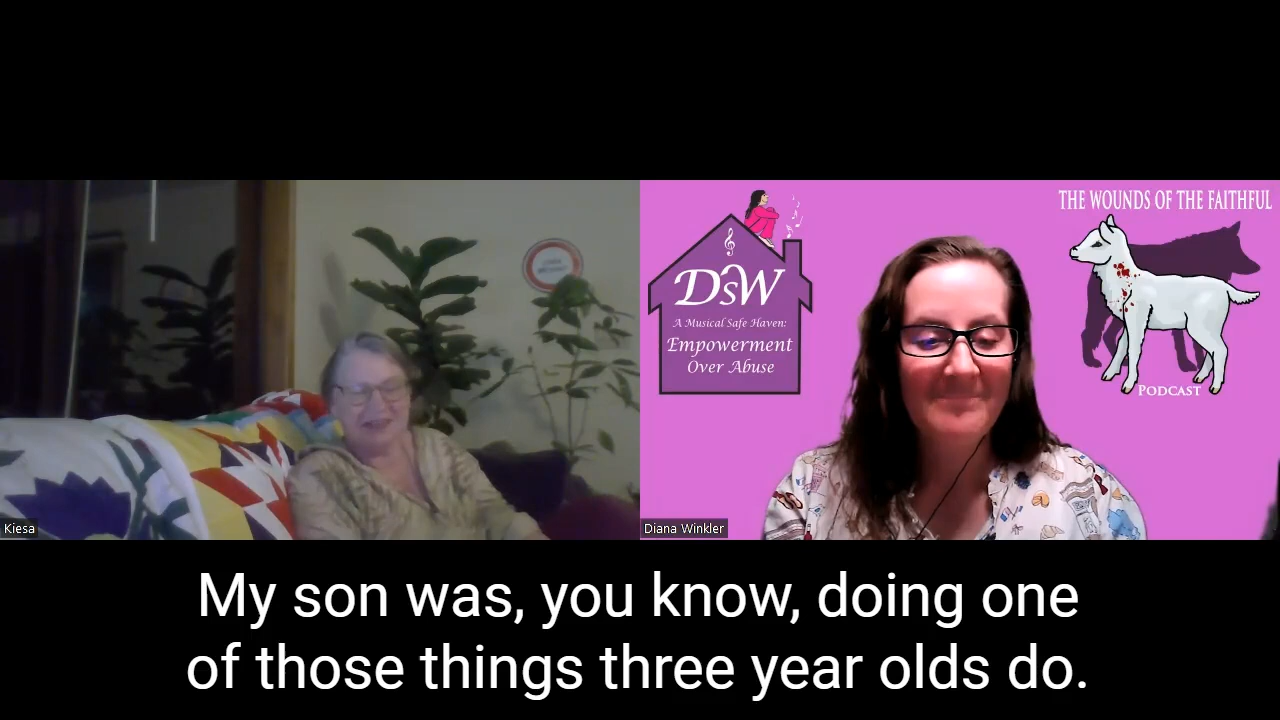 THE WOUNDS OF THE FAITHFUL
DSW
A Musical Safe Haven:
Empowerment
Over Abuse
PODCAST
Kiesa
Diana Winkler
My son was, you know, doing one
of those things three year olds do.